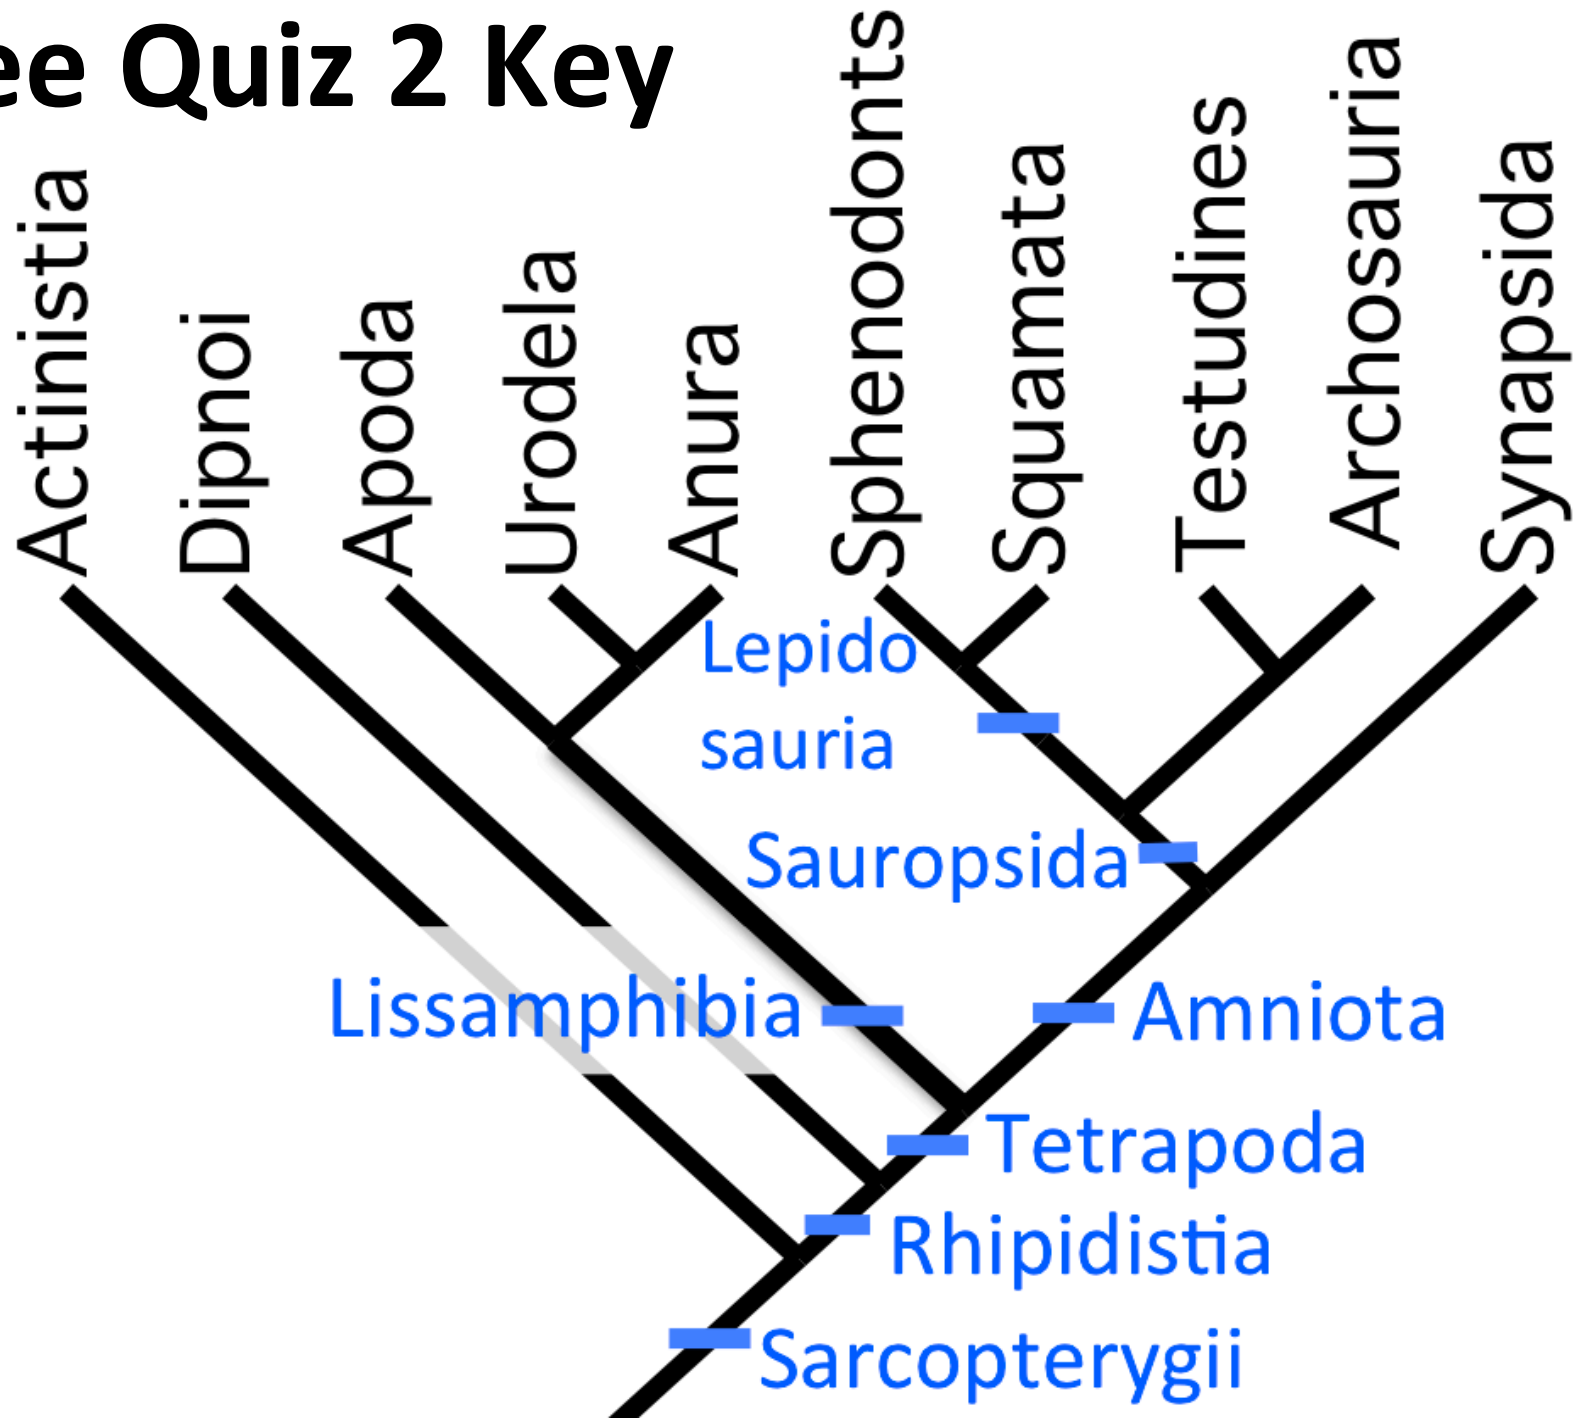 ee Quiz 2 Key
Actinistia
Dipnoi
Apoda
Urodela
Anura
Sphenodonts
Squamata
Testudines
Archosauria
Synapsida
Lepido
sauria
Sauropsida
Lissamphibia
Amniota
Tetrapoda
Rhipidistia
Sarcopterygii